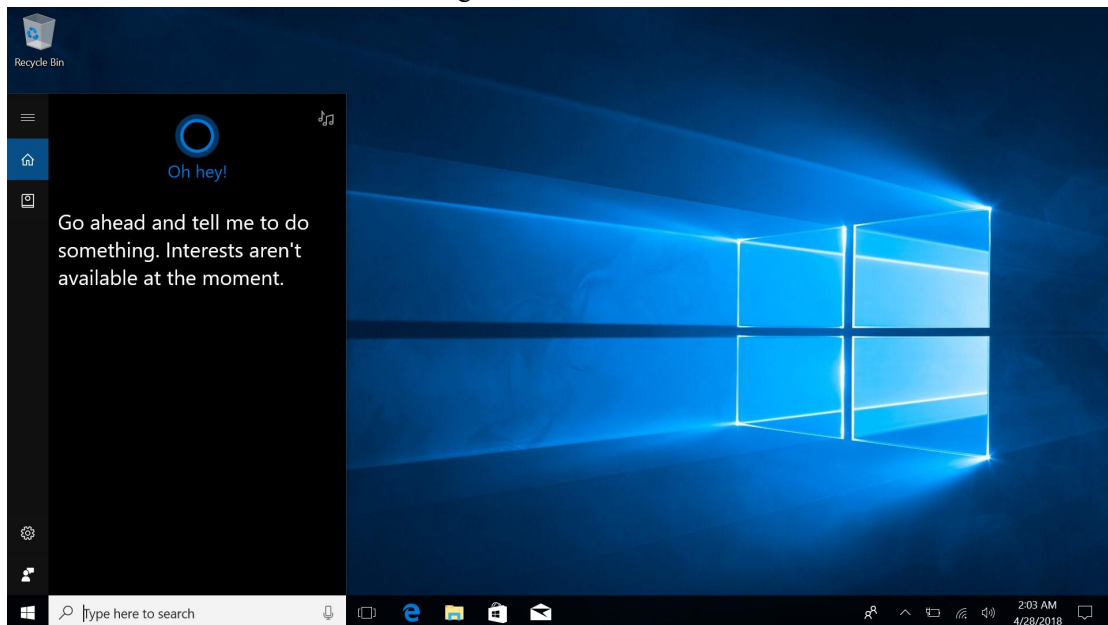 Recycle Bin
Oh hey!
Go ahead and tell me to do
something. Interests aren't
available at the moment.
Type here to search
2:03 AM
4/28/2018